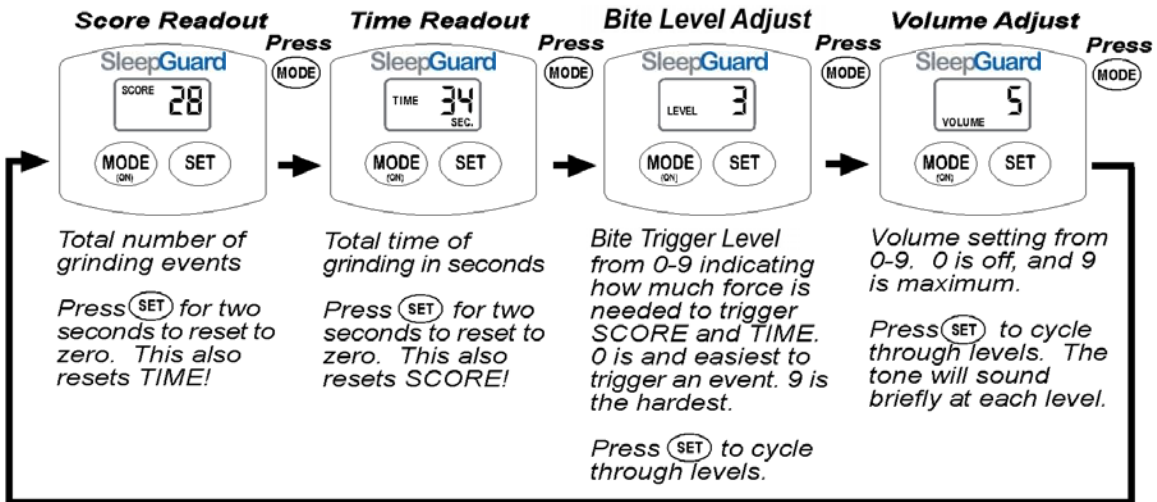 Score Readout
Time Readout
Bite Level Adjust
Volume Adjust
Press
MODE
Press
MODE
Press
MODE
Press
MODE
SleepGuard
SCORE 28
MODE
(ON)
SET
SleepGuard
TIME 34
SEC.
MODE
(ON)
SET
SleepGuard
LEVEL 3
MODE
(ON)
SET
SleepGuard
5
VOLUME
MODE
(ON)
SET
Total number of
grinding events
Press SET for two
seconds to reset to
zero. This also
resets TIME!
Total time of
grinding in seconds
Press SET for two
seconds to reset to
zero. This also
resets SCORE!
Bite Trigger Level
from 0-9 indicating
how much force is
needed to trigger
SCORE and TIME.
0 is and easiest to
trigger an event. 9 is
the hardest.
Press SET to cycle
through levels.
Volume setting from
0-9. 0 is off, and 9
is maximum.
Press SET to cycle
through levels. The
tone will sound
briefly at each level.